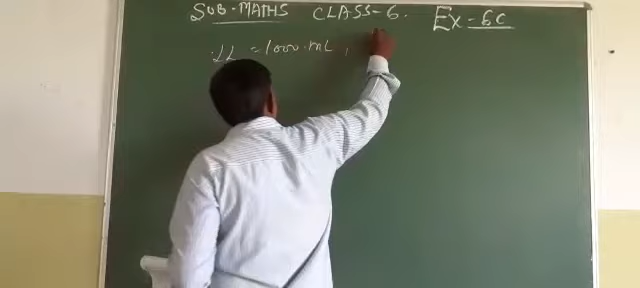 SUB-MATHS CLASS-6. Ex-6C
1L = 1000.mL,